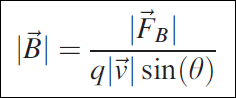 |B⃗| = |F⃗_B| / q|v⃗| sin(θ)